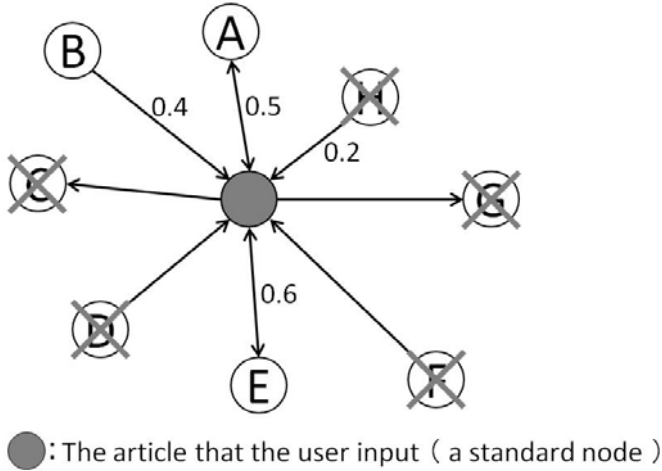 A
B
H
0.4
0.5
0.2
C
G
0.6
D
E
F
: The article that the user input ( a standard node )